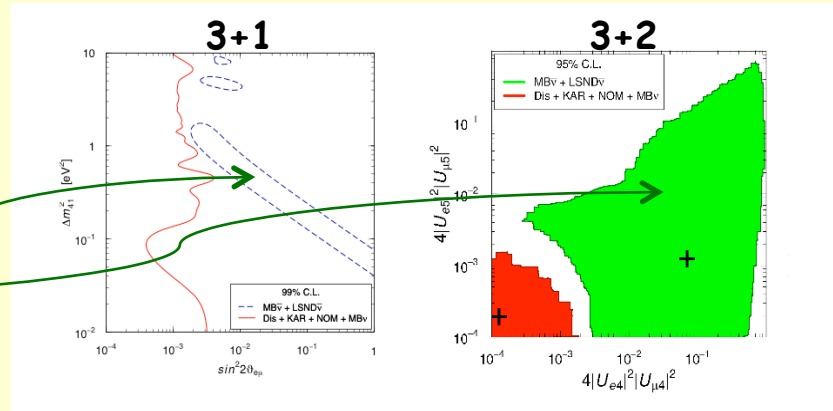 3+1
10
1
10⁻¹
10⁻²
Δm²₄₁ [eV²]
99% C.L.
MBν̄ + LSNDν̄
Dis + KAR + NOM + MBν
10⁻⁴ 10⁻³ 10⁻² 10⁻¹ 1
sin²2ϑₑμ
3+2
95% C.L.
MBν̄ + LSNDν̄
Dis + KAR + NOM + MBν
10⁻¹
10⁻²
10⁻³
10⁻⁴
4|Uₑ₅|²|Uμ₅|²
10⁻⁴ 10⁻³ 10⁻² 10⁻¹
4|Uₑ₄|²|Uμ₄|²